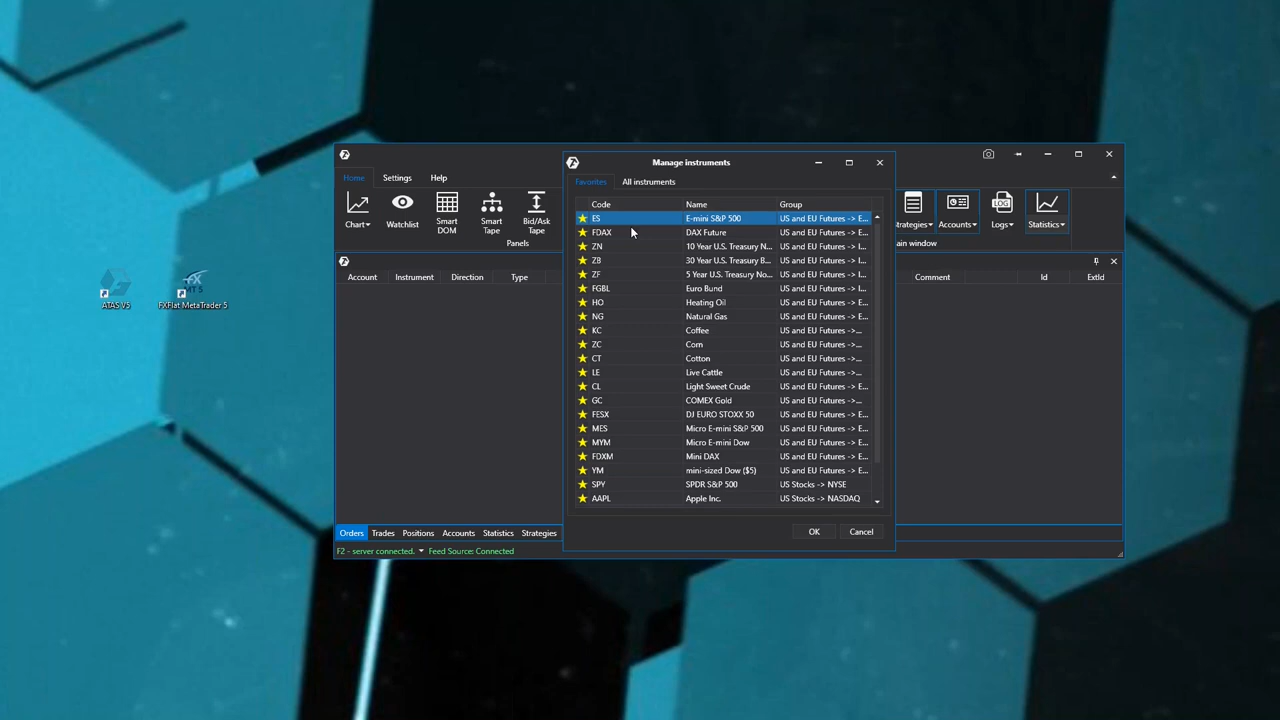 Manage instruments
Home Settings Help
Favorites All instruments
Chart Watchlist Smart DOM Smart Tape Bid/Ask Tape
Accounts Logs Statistics
Panels
Code Name Group
ES E-mini S&P 500 US and EU Futures -> E...
FDAX DAX Future US and EU Futures -> E...
ZN 10 Year U.S. Treasury N... US and EU Futures -> I...
ZB 30 Year U.S. Treasury B... US and EU Futures -> I...
ZF 5 Year U.S. Treasury No... US and EU Futures -> I...
FGBL Euro Bund US and EU Futures -> I...
HO Heating Oil US and EU Futures -> E...
NG Natural Gas US and EU Futures -> E...
KC Coffee US and EU Futures ->...
ZC Corn US and EU Futures ->...
CT Cotton US and EU Futures ->...
LE Live Cattle US and EU Futures ->...
CL Light Sweet Crude US and EU Futures -> E...
GC COMEX Gold US and EU Futures ->...
FESX DJ EURO STOXX 50 US and EU Futures -> E...
MES Micro E-mini S&P 500 US and EU Futures -> E...
MYM Micro E-mini Dow US and EU Futures -> E...
FDXM Mini DAX US and EU Futures -> E...
YM mini-sized Dow ($5) US and EU Futures -> E...
SPY SPDR S&P 500 US Stocks -> NYSE
AAPL Apple Inc. US Stocks -> NASDAQ
OK Cancel
Account Instrument Direction Type
Comment Id ExtId
ATAS V5
FXFlat MetaTrader 5
Orders Trades Positions Accounts Statistics Strategies
F2 - server connected. Feed Source: Connected